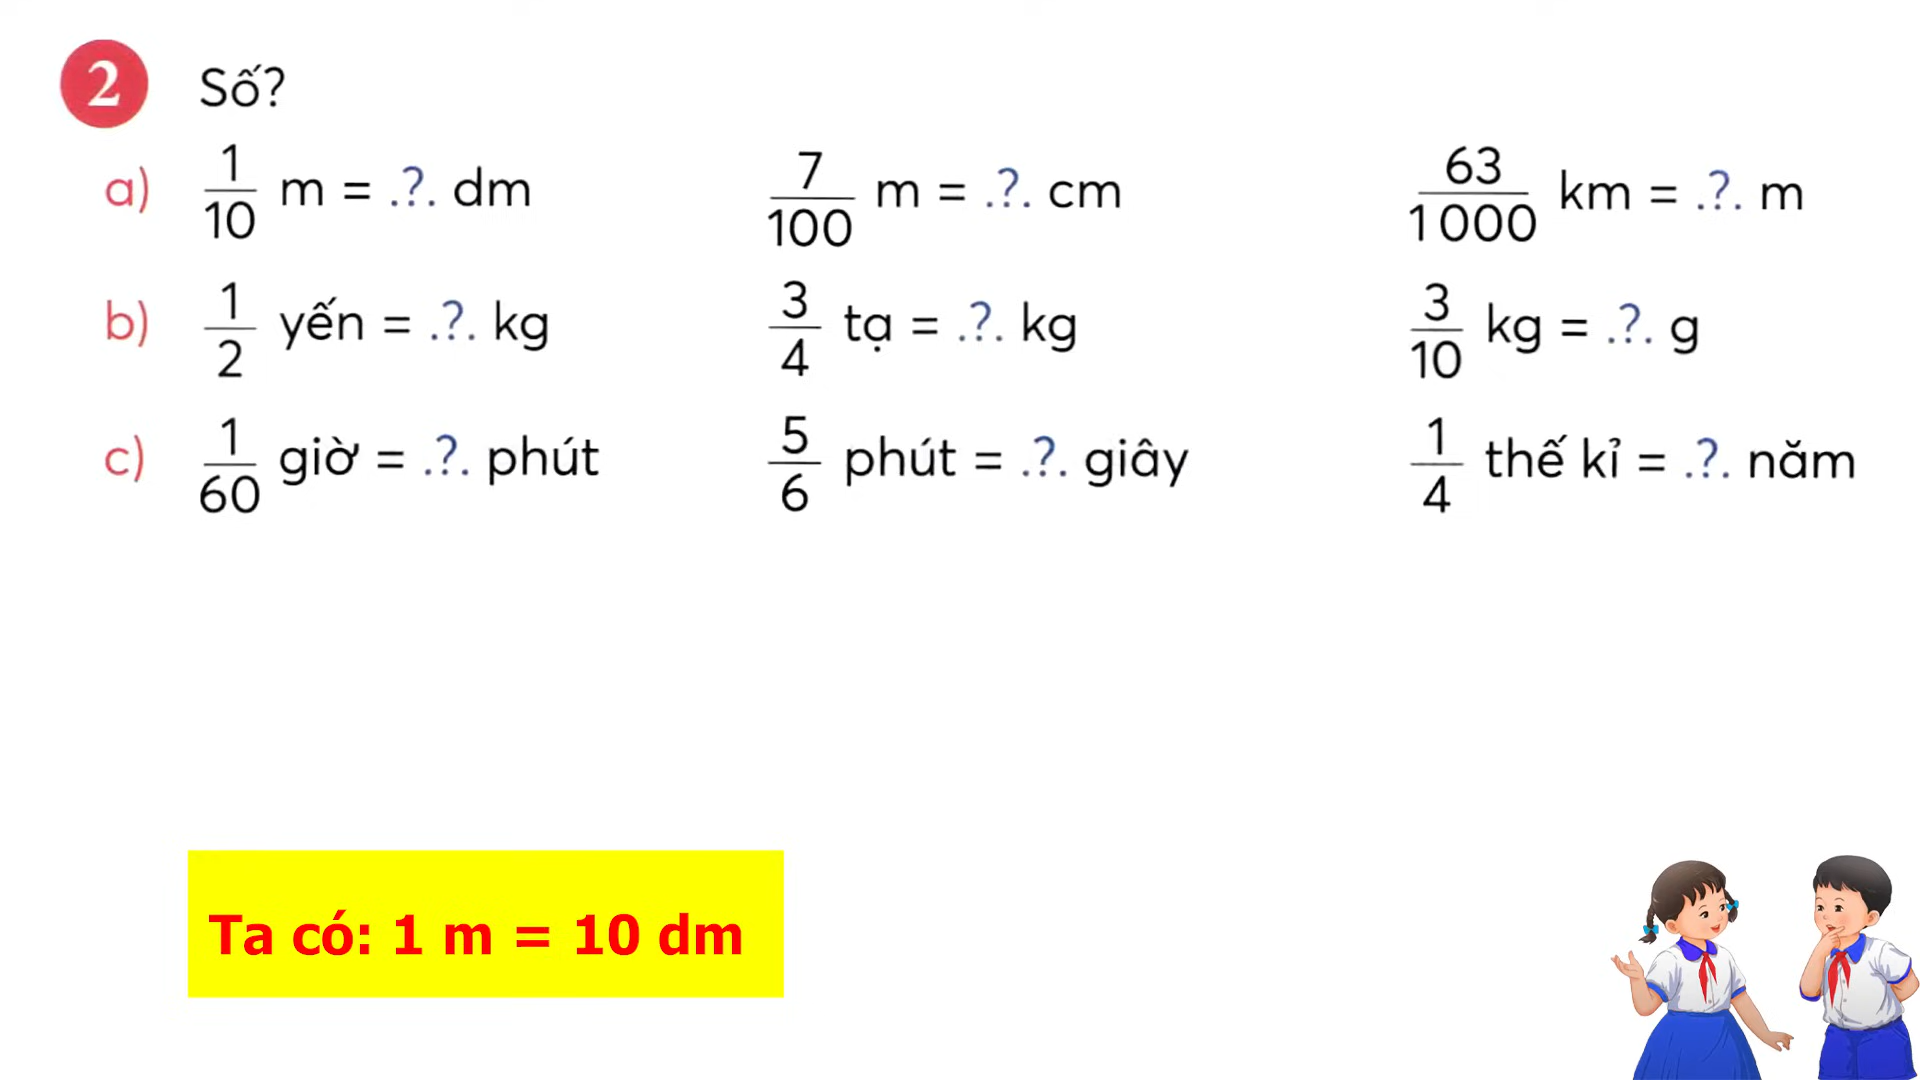 2 Số?
a) 1/10 m = .?. dm 7/100 m = .?. cm 63/1 000 km = .?. m
b) 1/2 yến = .?. kg 3/4 tạ = .?. kg 3/10 kg = .?. g
c) 1/60 giờ = .?. phút 5/6 phút = .?. giây 1/4 thế kỉ = .?. năm
Ta có: 1 m = 10 dm